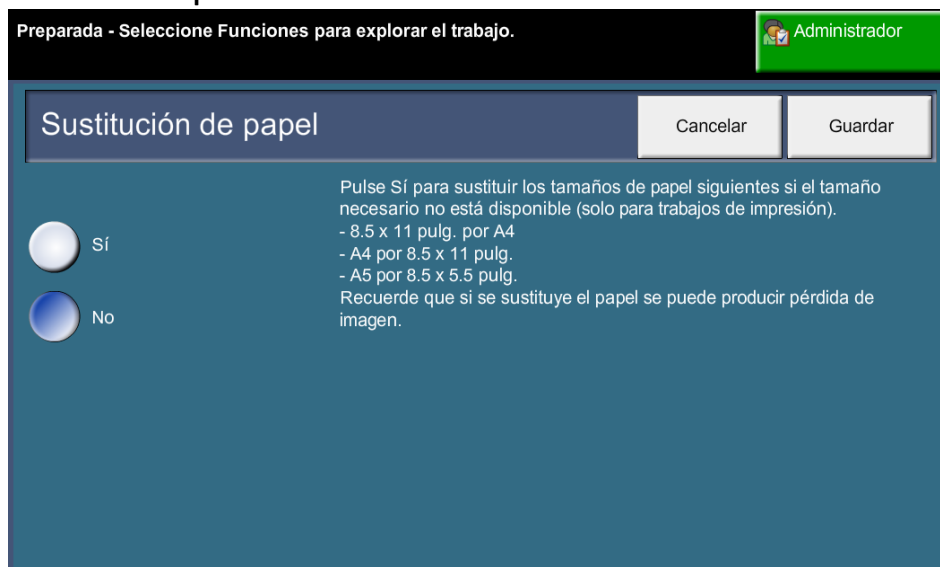 Preparada - Seleccione Funciones para explorar el trabajo.
Administrador
Sustitución de papel
Cancelar
Guardar
Pulse Sí para sustituir los tamaños de papel siguientes si el tamaño
necesario no está disponible (solo para trabajos de impresión).
- 8.5 x 11 pulg. por A4
- A4 por 8.5 x 11 pulg.
- A5 por 8.5 x 5.5 pulg.
Recuerde que si se sustituye el papel se puede producir pérdida de
imagen.
Sí
No